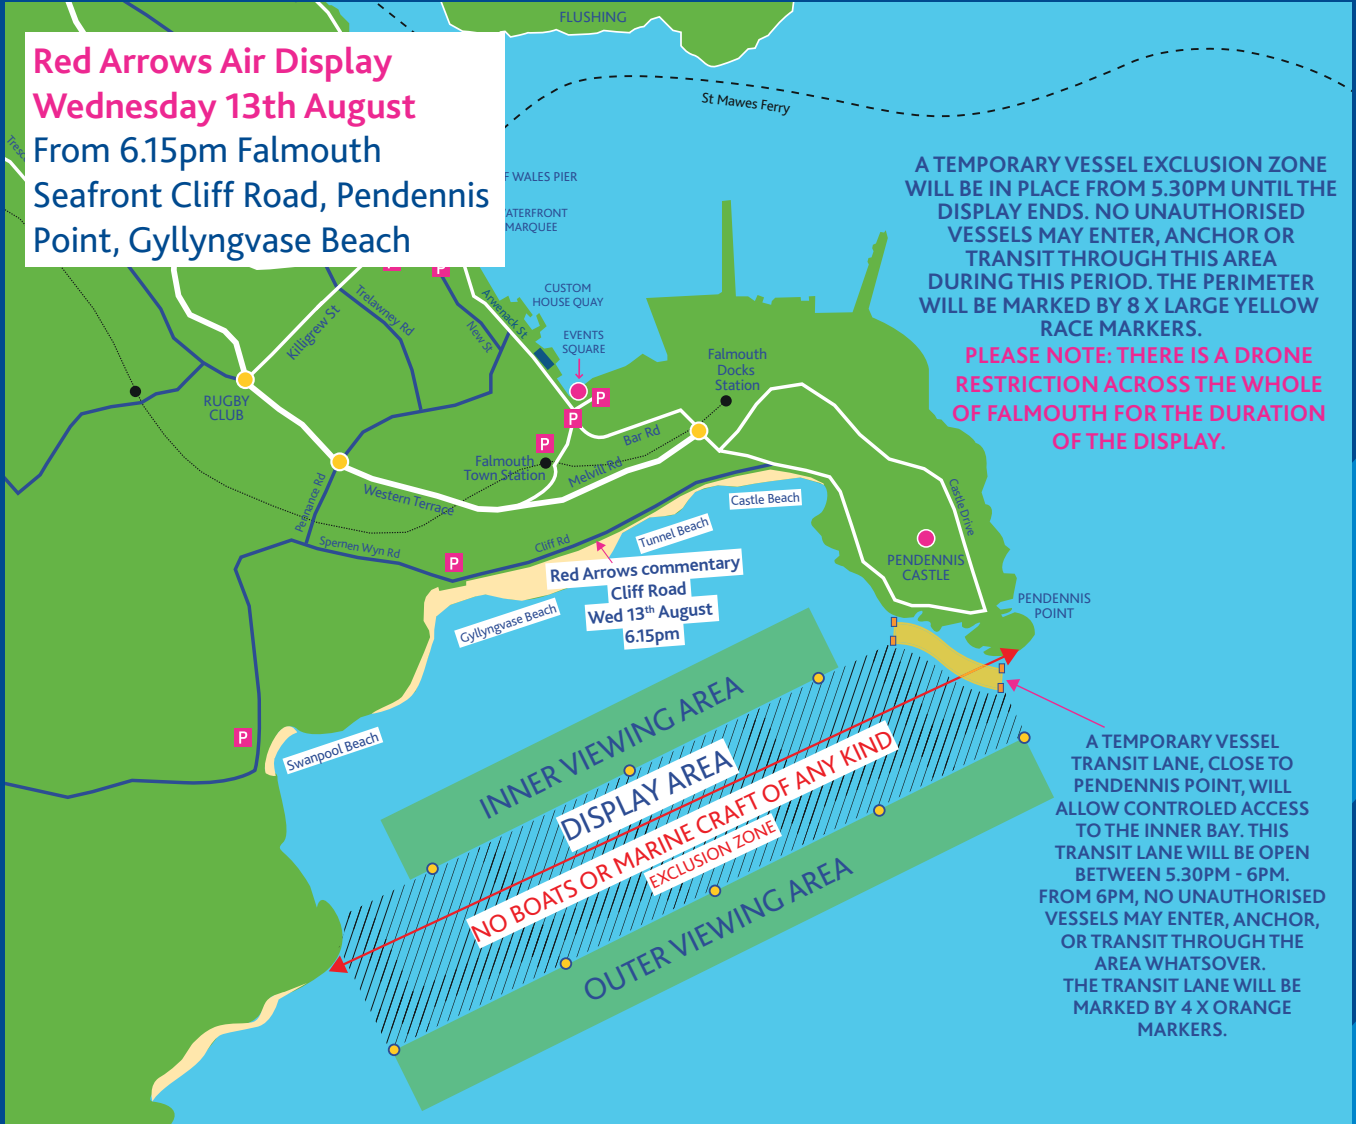 FLUSHING
Red Arrows Air Display
Wednesday 13th August
From 6.15pm Falmouth
Seafront Cliff Road, Pendennis
Point, Gyllyngvase Beach
St Mawes Ferry
WALES PIER
MARQUEE
A TEMPORARY VESSEL EXCLUSION ZONE
WILL BE IN PLACE FROM 5.30PM UNTIL THE
DISPLAY ENDS. NO UNAUTHORISED
VESSELS MAY ENTER, ANCHOR OR
TRANSIT THROUGH THIS AREA
DURING THIS PERIOD. THE PERIMETER
WILL BE MARKED BY 8 X LARGE YELLOW
RACE MARKERS.
PLEASE NOTE: THERE IS A DRONE
RESTRICTION ACROSS THE WHOLE
OF FALMOUTH FOR THE DURATION
OF THE DISPLAY.
CUSTOM
HOUSE QUAY
EVENTS
SQUARE
Arwenack St
Trelawney Rd
New St
Killigrew St
RUGBY
CLUB
Falmouth
Docks
Station
P
P
P
Bar Rd
Falmouth
Town Station
Melvill Rd
Western Terrace
Pennance Rd
Spernen Wyn Rd
Cliff Rd
P
Tunnel Beach
Castle Beach
Castle Drive
PENDENNIS
CASTLE
PENDENNIS
POINT
Red Arrows commentary
Cliff Road
Wed 13th August
6.15pm
Gyllyngvase Beach
P
Swanpool Beach
INNER VIEWING AREA
DISPLAY AREA
NO BOATS OR MARINE CRAFT OF ANY KIND
EXCLUSION ZONE
OUTER VIEWING AREA
A TEMPORARY VESSEL
TRANSIT LANE, CLOSE TO
PENDENNIS POINT, WILL
ALLOW CONTROLED ACCESS
TO THE INNER BAY. THIS
TRANSIT LANE WILL BE OPEN
BETWEEN 5.30PM - 6PM.
FROM 6PM, NO UNAUTHORISED
VESSELS MAY ENTER, ANCHOR,
OR TRANSIT THROUGH THE
AREA WHATSOVER.
THE TRANSIT LANE WILL BE
MARKED BY 4 X ORANGE
MARKERS.